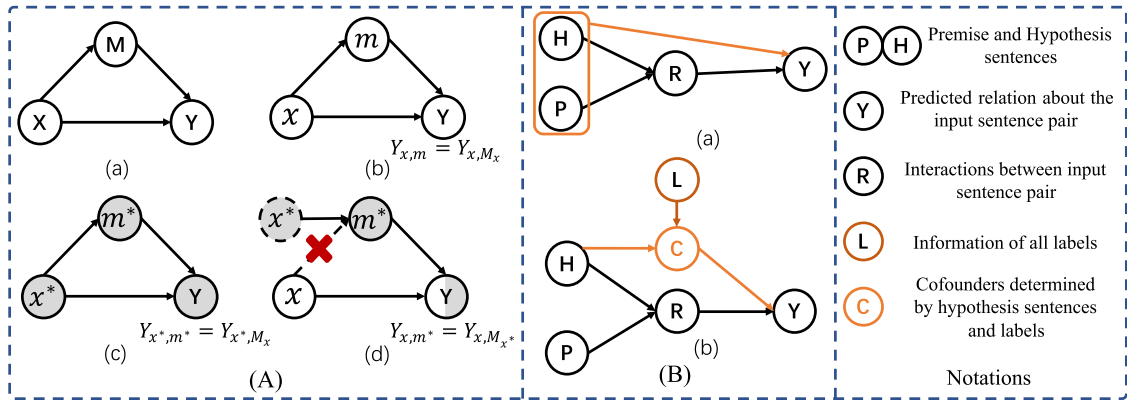 M
X
Y
(a)
m
x
Y
Y_{x,m} = Y_{x,M_x}
(b)
m*
x*
Y
Y_{x*,m*} = Y_{x*,M_x}
(c)
x*
m*
x
Y
Y_{x,m*} = Y_{x,M_{x*}}
(d)
(A)
H
P
R
Y
(a)
L
C
H
R
Y
P
(b)
(B)
P
H
Premise and Hypothesis
sentences
Y
Predicted relation about the
input sentence pair
R
Interactions between input
sentence pair
L
Information of all labels
C
Cofounders determined
by hypothesis sentences
and labels
Notations